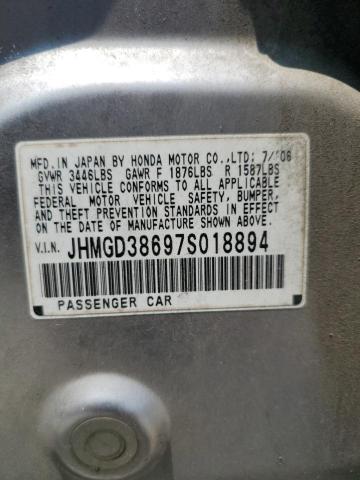 MFD. IN JAPAN BY HONDA MOTOR CO., LTD: 7/06
GVWR 3446LBS GAWR F 1876LBS R 1587LBS
THIS VEHICLE CONFORMS TO ALL APPLICABLE
FEDERAL MOTOR VEHICLE SAFETY, BUMPER,
AND THEFT PREVENTION STANDARDS IN EFFECT
ON THE DATE OF MANUFACTURE SHOWN ABOVE.
V.I.N. JHMGD38697S018894
PASSENGER CAR